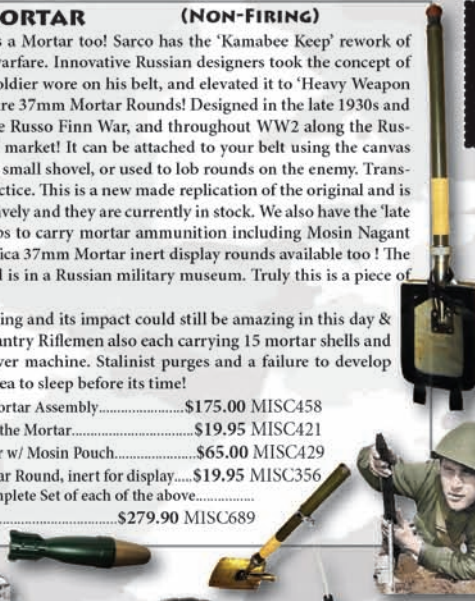 ORTAR (NON-FIRING)
s a Mortar too! Sarco has the 'Kamabee Keep' rework of
arfare. Innovative Russian designers took the concept of
oldier wore on his belt, and elevated it to 'Heavy Weapon
re 37mm Mortar Rounds! Designed in the late 1930s and
e Russo Finn War, and throughout WW2 along the Rus-
market! It can be attached to your belt using the canvas
small shovel, or used to lob rounds on the enemy. Trans-
ctice. This is a new made replication of the original and is
ively and they are currently in stock. We also have the 'late
os to carry mortar ammunition including Mosin Nagant
ica 37mm Mortar inert display rounds available too ! The
l is in a Russian military museum. Truly this is a piece of
ing and its impact could still be amazing in this day &
antry Riflemen also each carrying 15 mortar shells and
ver machine. Stalinist purges and a failure to develop
ea to sleep before its time!
ortar Assembly............................$175.00 MISC458
the Mortar....................................$19.95 MISC421
r w/ Mosin Pouch.........................$65.00 MISC429
ar Round, inert for display.....$19.95 MISC356
mplete Set of each of the above.................
..................................$279.90 MISC689